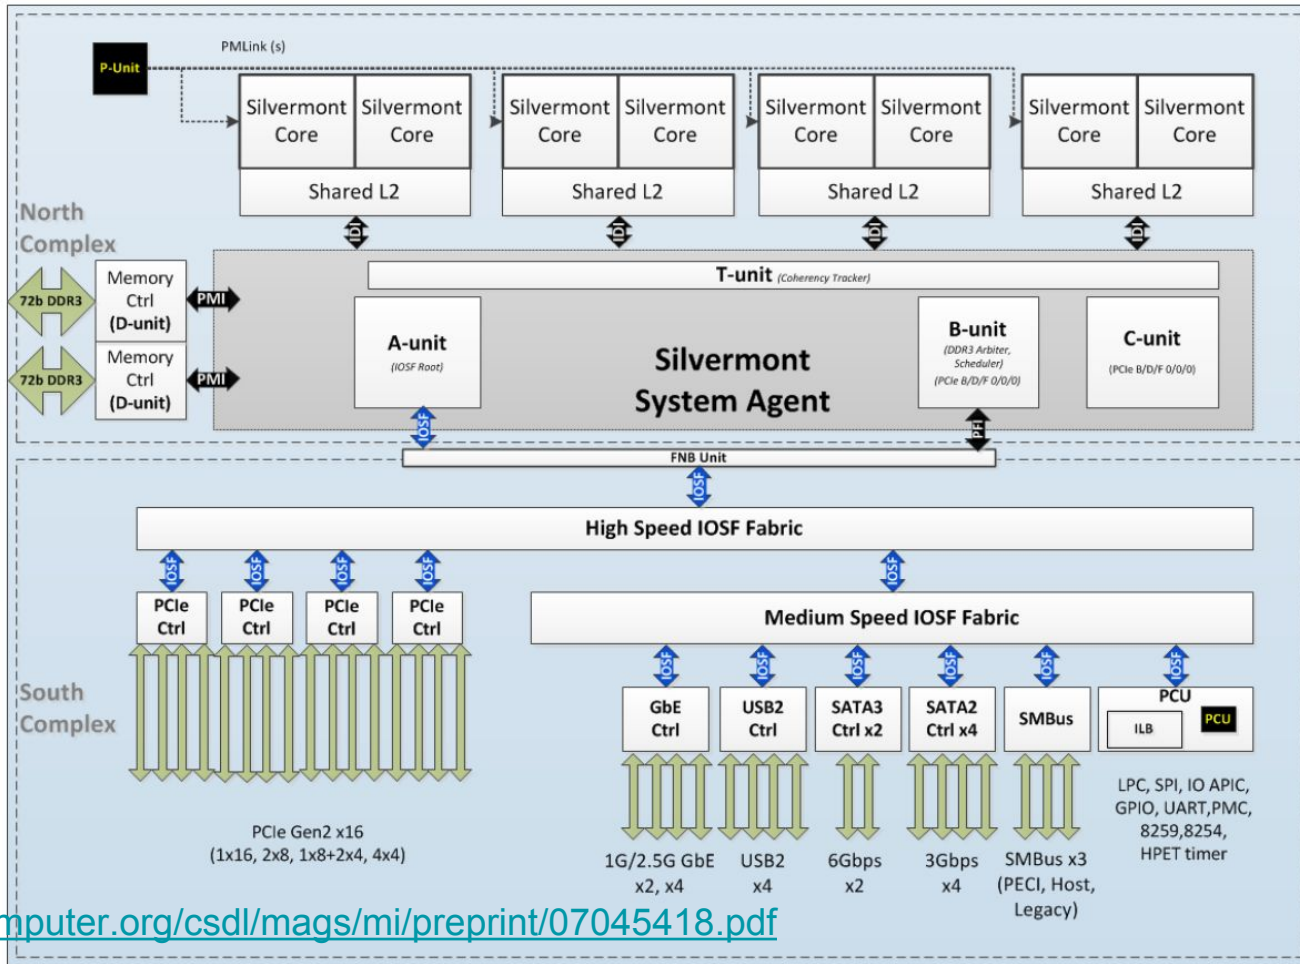 PMLink (s)
P-Unit
Silvermont Core
Silvermont Core
Silvermont Core
Silvermont Core
Silvermont Core
Silvermont Core
Silvermont Core
Silvermont Core
Shared L2
Shared L2
Shared L2
Shared L2
North
Complex
IDI
IDI
IDI
IDI
72b DDR3
Memory
Ctrl
(D-unit)
PMI
72b DDR3
Memory
Ctrl
(D-unit)
PMI
T-unit (Coherency Tracker)
A-unit
(IOSF Root)
Silvermont
System Agent
B-unit
(DDR3 Arbiter,
Scheduler)
(PCIe B/D/F 0/0/0)
C-unit
(PCIe B/D/F 0/0/0)
IOSF
PFI
FNB Unit
IOSF
High Speed IOSF Fabric
IOSF
IOSF
IOSF
IOSF
IOSF
PCIe
Ctrl
PCIe
Ctrl
PCIe
Ctrl
PCIe
Ctrl
Medium Speed IOSF Fabric
IOSF
IOSF
IOSF
IOSF
IOSF
IOSF
South
Complex
GbE
Ctrl
USB2
Ctrl
SATA3
Ctrl x2
SATA2
Ctrl x4
SMBus
PCU
ILB
PCU
PCIe Gen2 x16
(1x16, 2x8, 1x8+2x4, 4x4)
1G/2.5G GbE
x2, x4
USB2
x4
6Gbps
x2
3Gbps
x4
SMBus x3
(PECI, Host,
Legacy)
LPC, SPI, IO APIC,
GPIO, UART,PMC,
8259,8254,
HPET timer
mputer.org/csdl/mags/mi/preprint/07045418.pdf